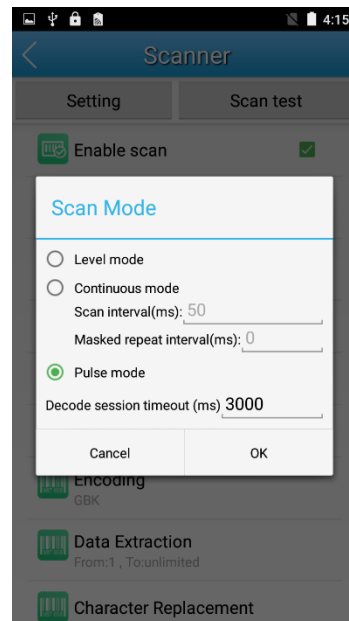 4:15
Scanner
Setting Scan test
Enable scan
Scan Mode
Level mode
Continuous mode
Scan interval(ms): 50
Masked repeat interval(ms): 0
Pulse mode
Decode session timeout (ms) 3000
Cancel OK
Encoding
GBK
Data Extraction
From:1 , To:unlimited
Character Replacement